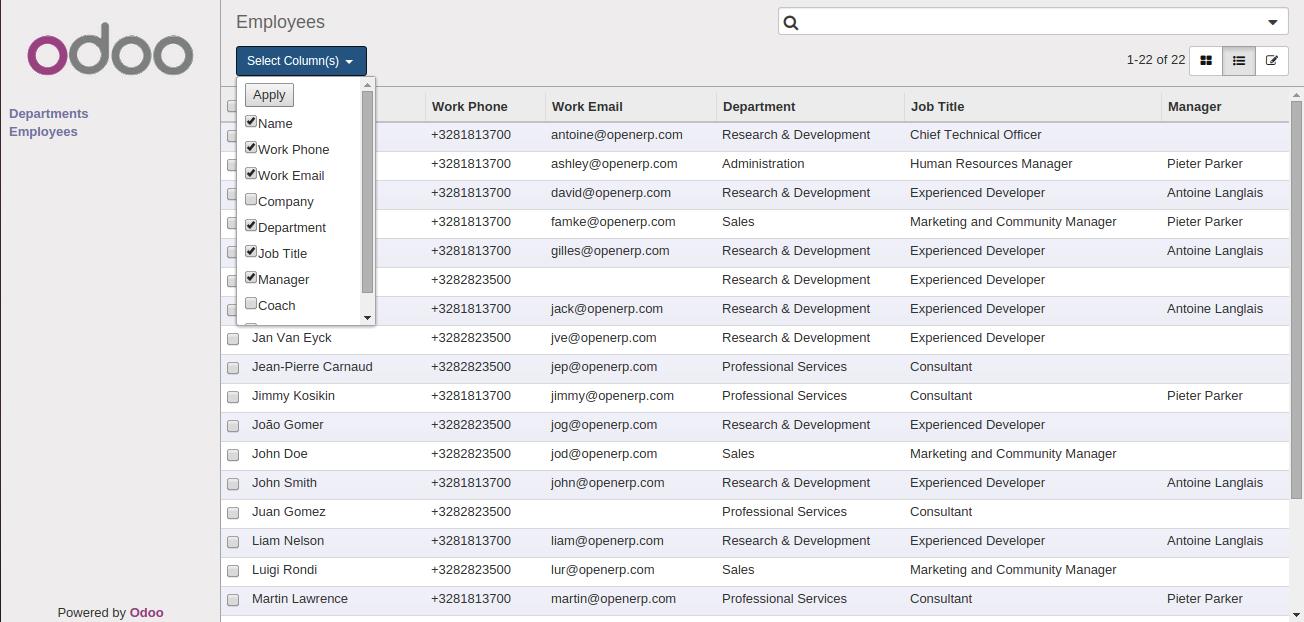 odoo
Departments
Employees
Powered by Odoo
Employees
Select Column(s)
1-22 of 22
Apply
Name
Work Phone
Work Email
Company
Department
Job Title
Manager
Coach
Work Phone Work Email Department Job Title Manager
+3281813700 antoine@openerp.com Research & Development Chief Technical Officer
+3281813700 ashley@openerp.com Administration Human Resources Manager Pieter Parker
+3281813700 david@openerp.com Research & Development Experienced Developer Antoine Langlais
+3281813700 famke@openerp.com Sales Marketing and Community Manager Pieter Parker
+3281813700 gilles@openerp.com Research & Development Experienced Developer Antoine Langlais
+3282823500 Research & Development Experienced Developer
+3281813700 jack@openerp.com Research & Development Experienced Developer Antoine Langlais
Jan Van Eyck +3282823500 jve@openerp.com Research & Development Experienced Developer
Jean-Pierre Carnaud +3282823500 jep@openerp.com Professional Services Consultant
Jimmy Kosikin +3281813700 jimmy@openerp.com Professional Services Consultant Pieter Parker
João Gomer +3282823500 jog@openerp.com Research & Development Experienced Developer
John Doe +3282823500 jod@openerp.com Sales Marketing and Community Manager
John Smith +3281813700 john@openerp.com Research & Development Experienced Developer Antoine Langlais
Juan Gomez +3282823500 Professional Services Consultant
Liam Nelson +3281813700 liam@openerp.com Research & Development Experienced Developer Antoine Langlais
Luigi Rondi +3282823500 lur@openerp.com Sales Marketing and Community Manager
Martin Lawrence +3281813700 martin@openerp.com Professional Services Consultant Pieter Parker